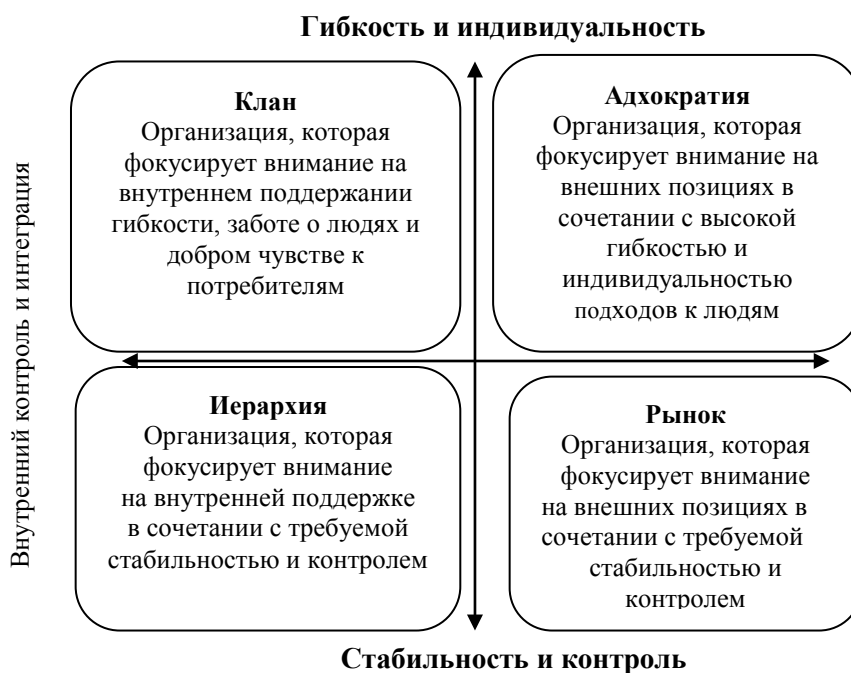 Гибкость и индивидуальность
Внутренний контроль и интеграция
Клан
Организация, которая
фокусирует внимание на
внутреннем поддержании
гибкости, заботе о людях и
добром чувстве к
потребителям
Адхократия
Организация, которая
фокусирует внимание на
внешних позициях в
сочетании с высокой
гибкостью и
индивидуальностью
подходов к людям
Иерархия
Организация, которая
фокусирует внимание
на внутренней поддержке
в сочетании с требуемой
стабильностью и контролем
Рынок
Организация, которая
фокусирует внимание
на внешних позициях в
сочетании с требуемой
стабильностью и
контролем
Стабильность и контроль